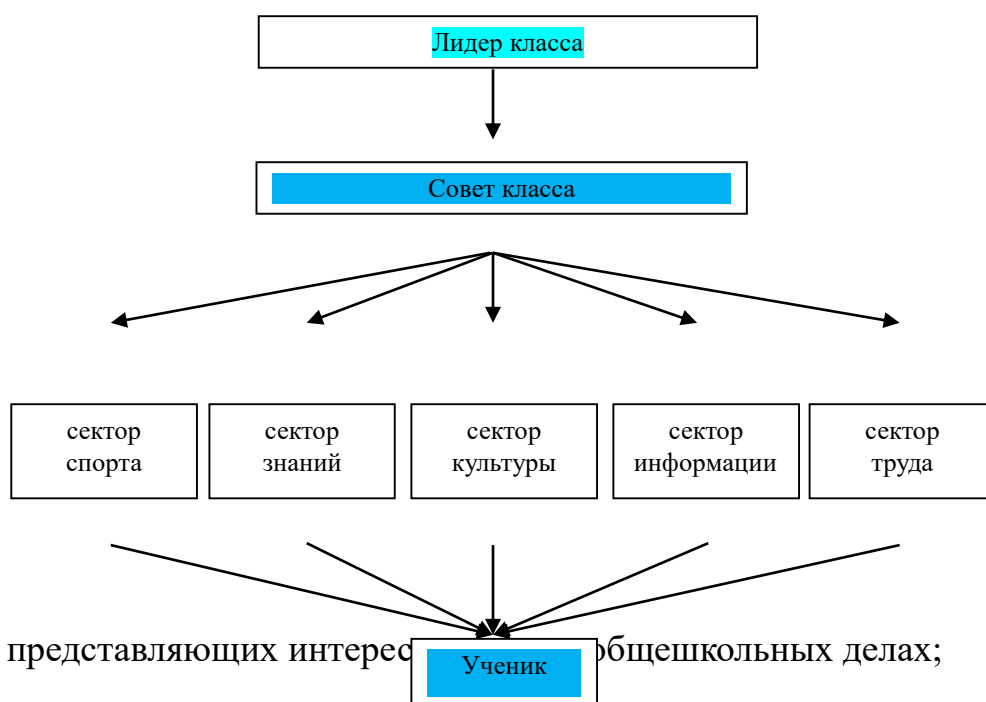 Лидер класса
Совет класса
сектор
спорта
сектор
знаний
сектор
культуры
сектор
информации
сектор
труда
представляющих интерес общешкольных делах;
Ученик